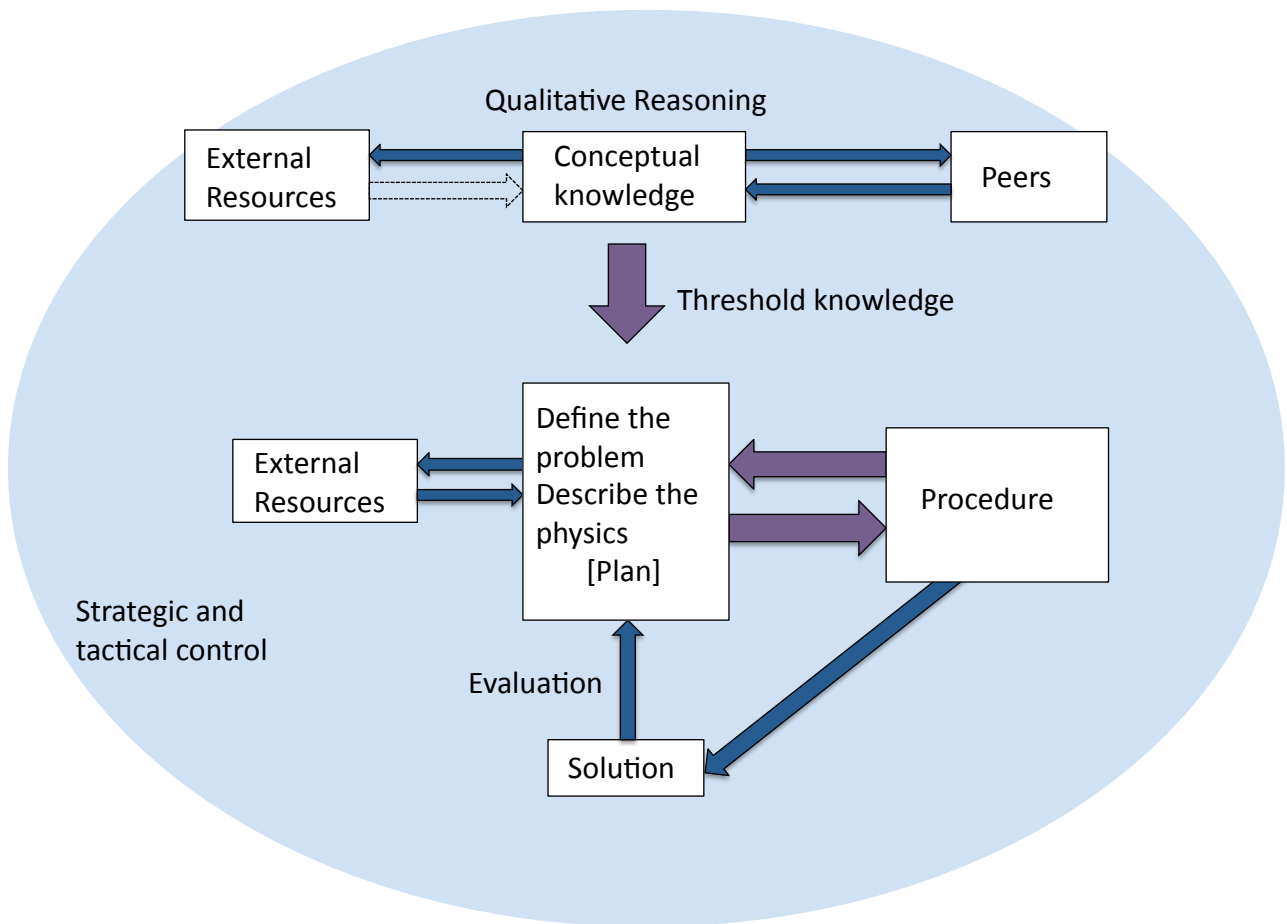 Qualitative Reasoning
External
Resources
Conceptual
knowledge
Peers
Threshold knowledge
Define the
problem
Describe the
physics
[Plan]
External
Resources
Procedure
Strategic and
tactical control
Evaluation
Solution